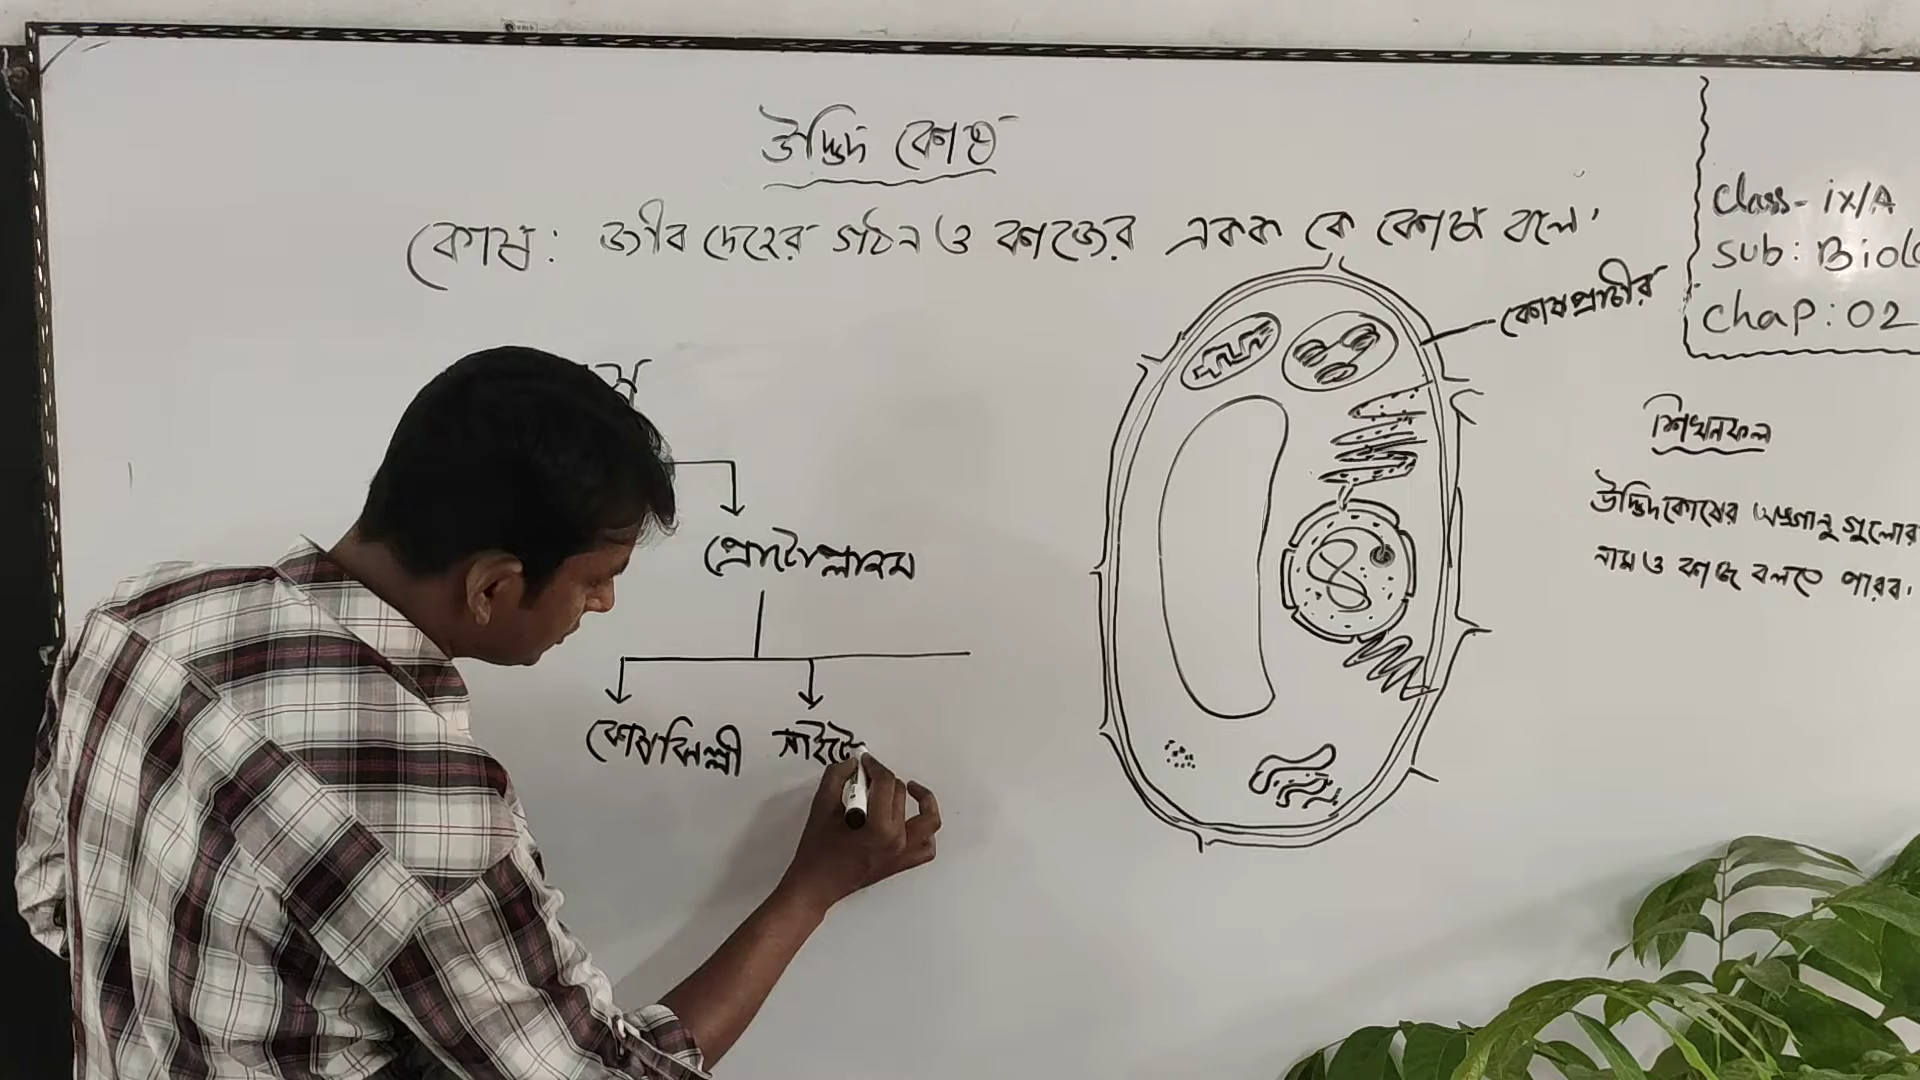 উদ্ভিদ কোষ
কোষ: জীব দেহের গঠন ও কাজের একক কে কোষ বলে।
class- ix/A
sub: Biolo
chap: 02
কোষপ্রাচীর
শিখনফল
উদ্ভিদকোষের অঙ্গানু গুলোর
নাম ও কাজ বলতে পারব।
প্রোটোপ্লাজম
কোষঝিল্লী সাইটো